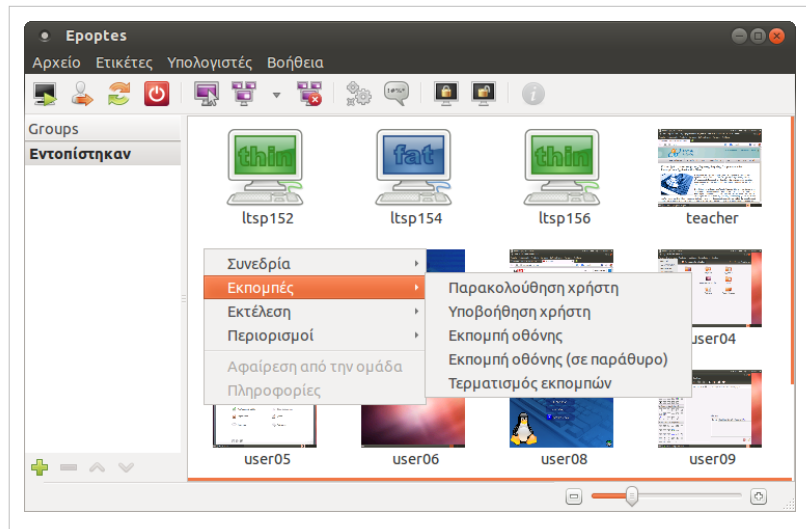 Epoptes
Αρχείο Ετικέτες Υπολογιστές Βοήθεια
Groups
Εντοπίστηκαν
thin
fat
thin
ltsp152
ltsp154
ltsp156
teacher
Συνεδρία
Εκπομπές
Εκτέλεση
Περιορισμοί
Αφαίρεση από την ομάδα
Πληροφορίες
Παρακολούθηση χρήστη
Υποβοήθηση χρήστη
Εκπομπή οθόνης
Εκπομπή οθόνης (σε παράθυρο)
Τερματισμός εκπομπών
user04
user05
user06
user08
user09